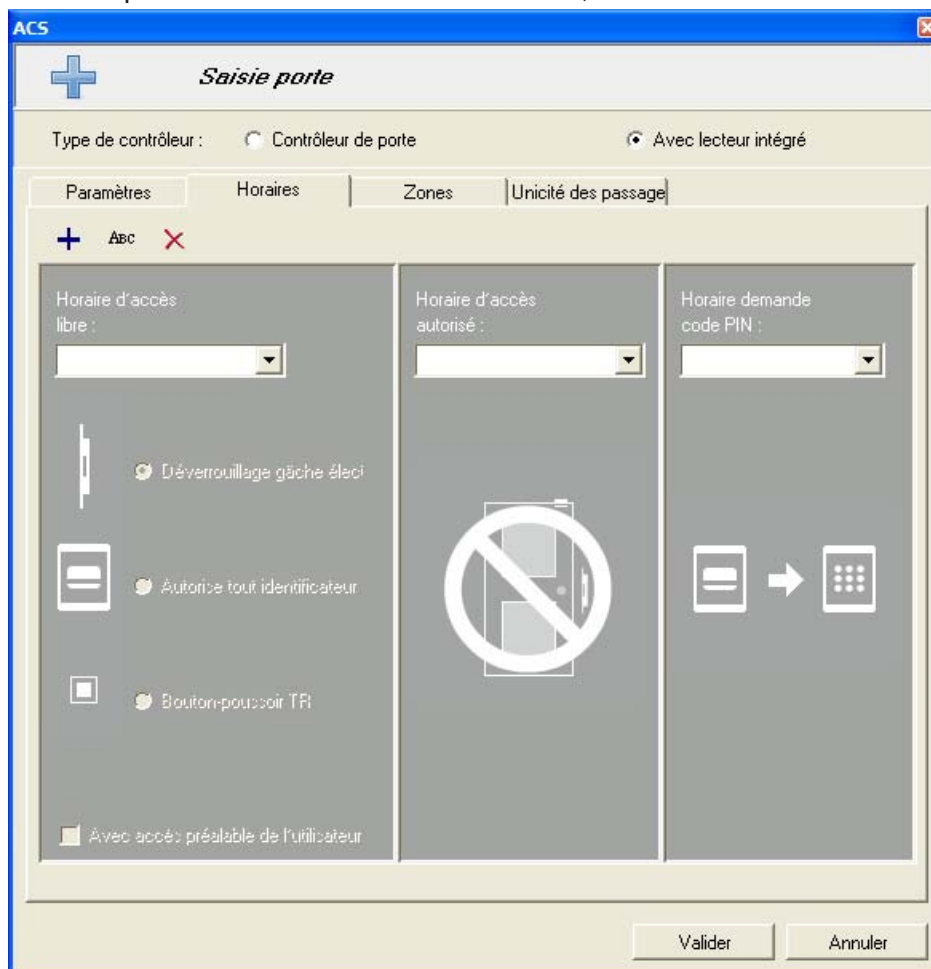 ACS
Saisie porte
Type de contrôleur : Contrôleur de porte Avec lecteur intégré
Paramètres Horaires Zones Unicité des passage
ABC
Horaire d'accès
libre :
Horaire d'accès
autorisé :
Horaire demande
code PIN :
Déverrouillage gâche élect
Autorise tout identificateur
Bouton-poussoir TR
Avec accès préalable de l'utilisateur
Valider Annuler